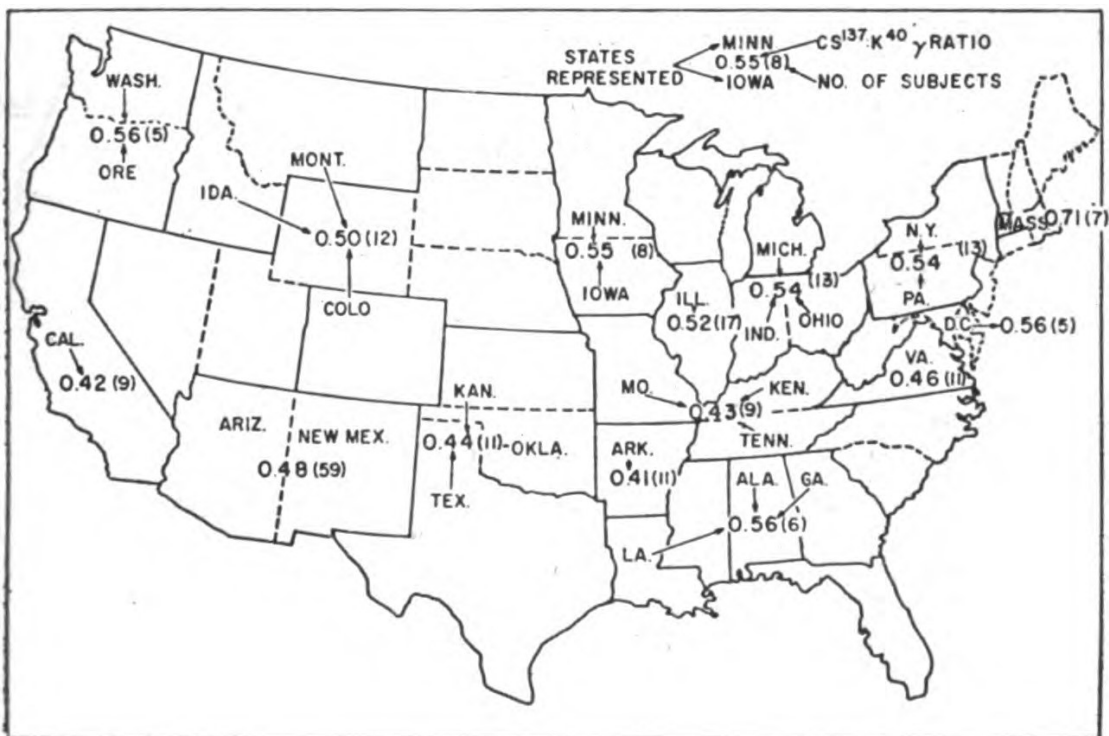 STATES REPRESENTED
MINN
0.55(8)
IOWA
CS137:K40 γ RATIO
NO. OF SUBJECTS
WASH.
0.56(5)
ORE
MONT.
IDA.
0.50(12)
COLO
MINN.
0.55 (8)
IOWA
MICH.
0.54(13)
IND.
OHIO
ILL.
0.52(17)
N.Y.
0.54 (13)
PA.
MASS. 0.71(7)
D.C. 0.56(5)
VA.
0.46(11)
CAL.
0.42(9)
ARIZ.
NEW MEX.
0.48(59)
KAN.
0.44(11)
OKLA.
TEX.
MO.
KEN.
0.43(9)
TENN.
ARK.
0.41(11)
ALA.
GA.
0.56(6)
LA.